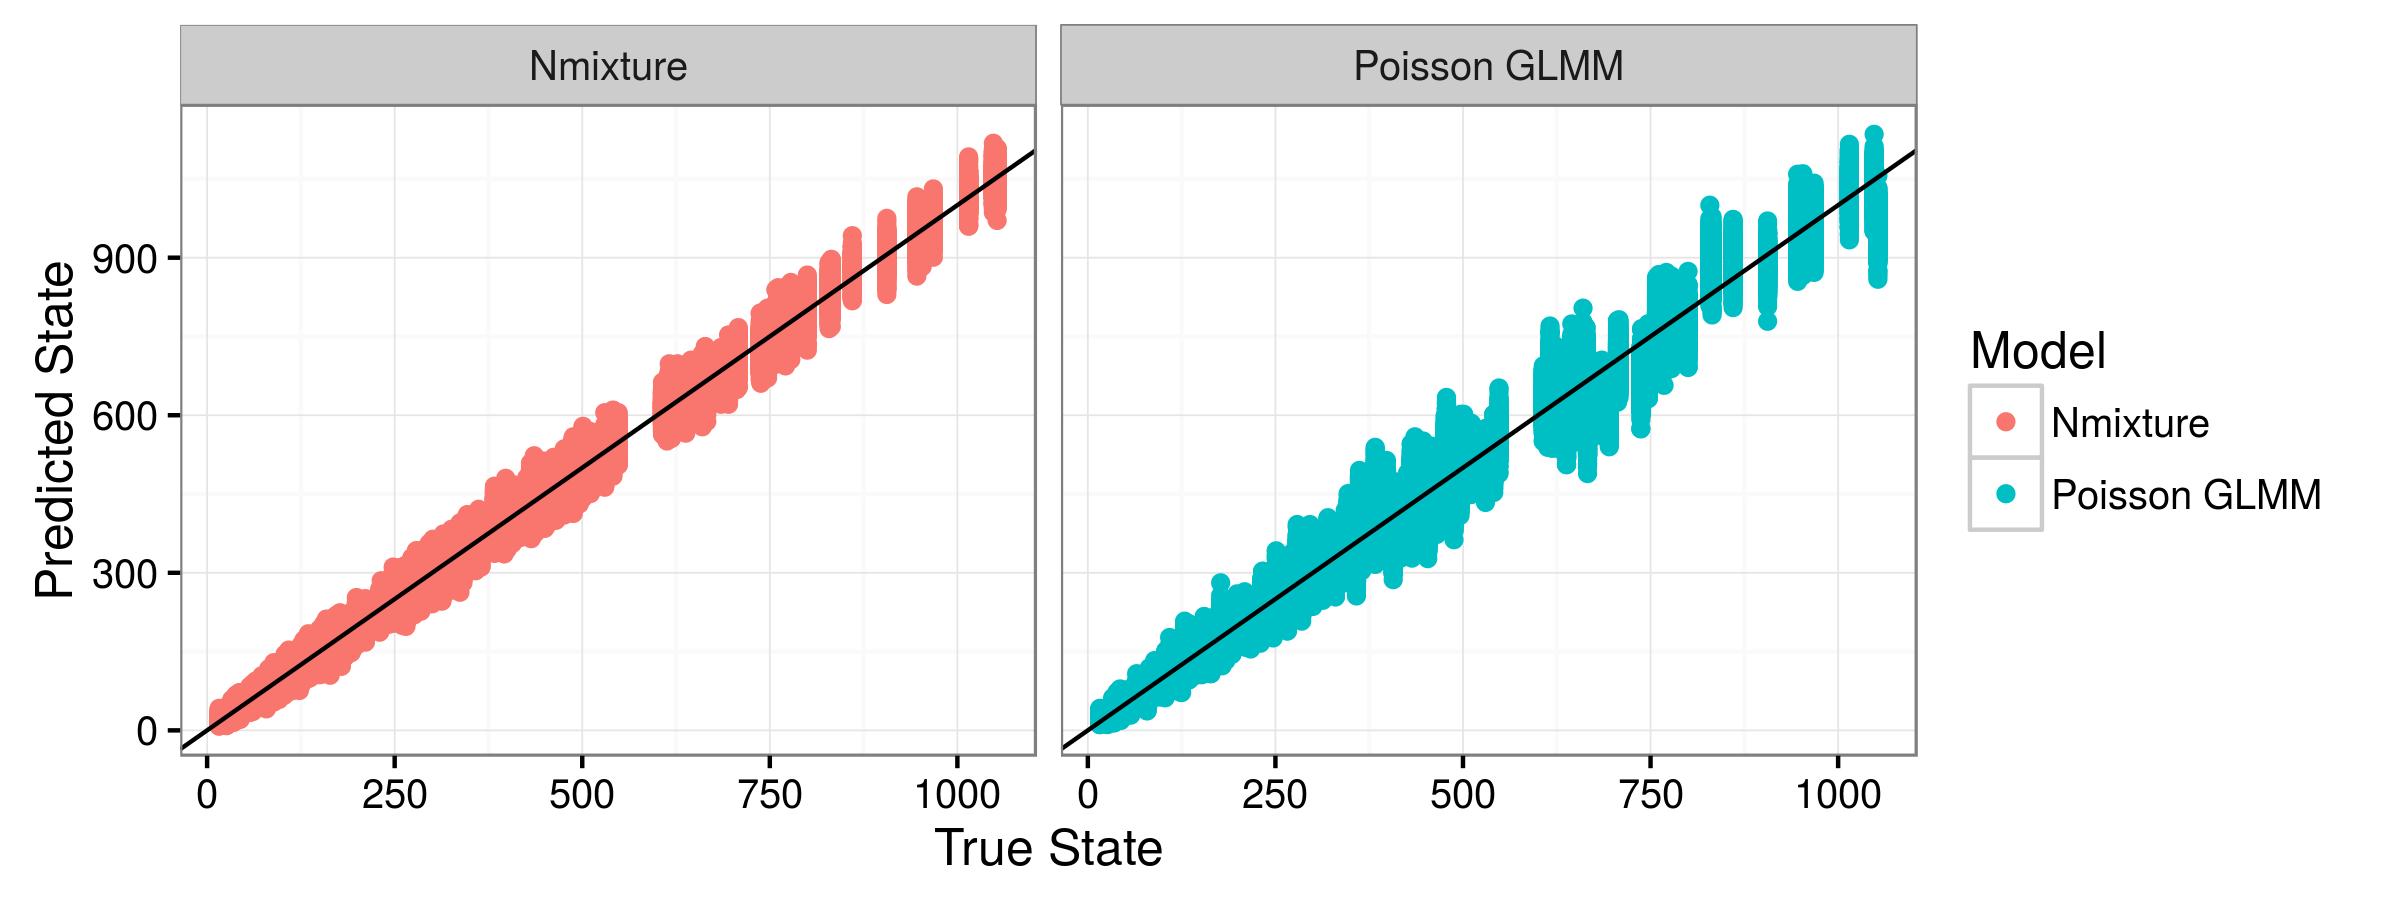 Nmixture
Poisson GLMM
Predicted State
900
600
300
0
0 250 500 750 1000
0 250 500 750 1000
True State
Model
Nmixture
Poisson GLMM